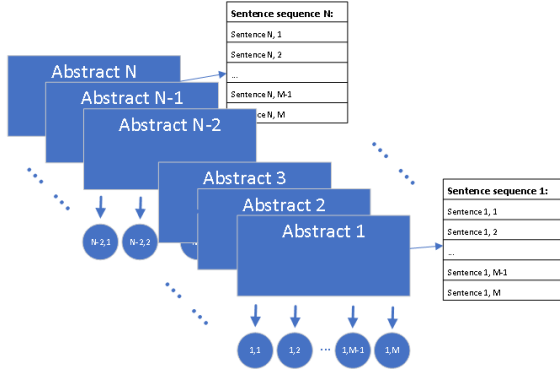 Sentence sequence N:
Sentence N, 1
Sentence N, 2
...
Sentence N, M-1
N, M
Abstract N
Abstract N-1
Abstract N-2
Abstract 3
Abstract 2
Abstract 1
N-2,1
N-2,2
Sentence sequence 1:
Sentence 1, 1
Sentence 1, 2
...
Sentence 1, M-1
Sentence 1, M
1,1
1,2
...
1,M-1
1,M